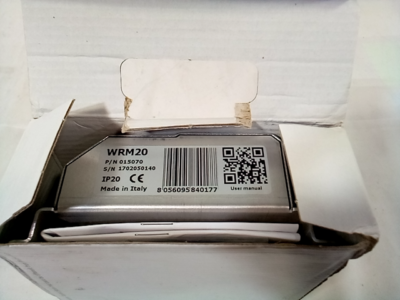 WRM20
P/N 015070
S/N 1702050148
IP20 CE
Made in Italy
8 056095 840177
User manual